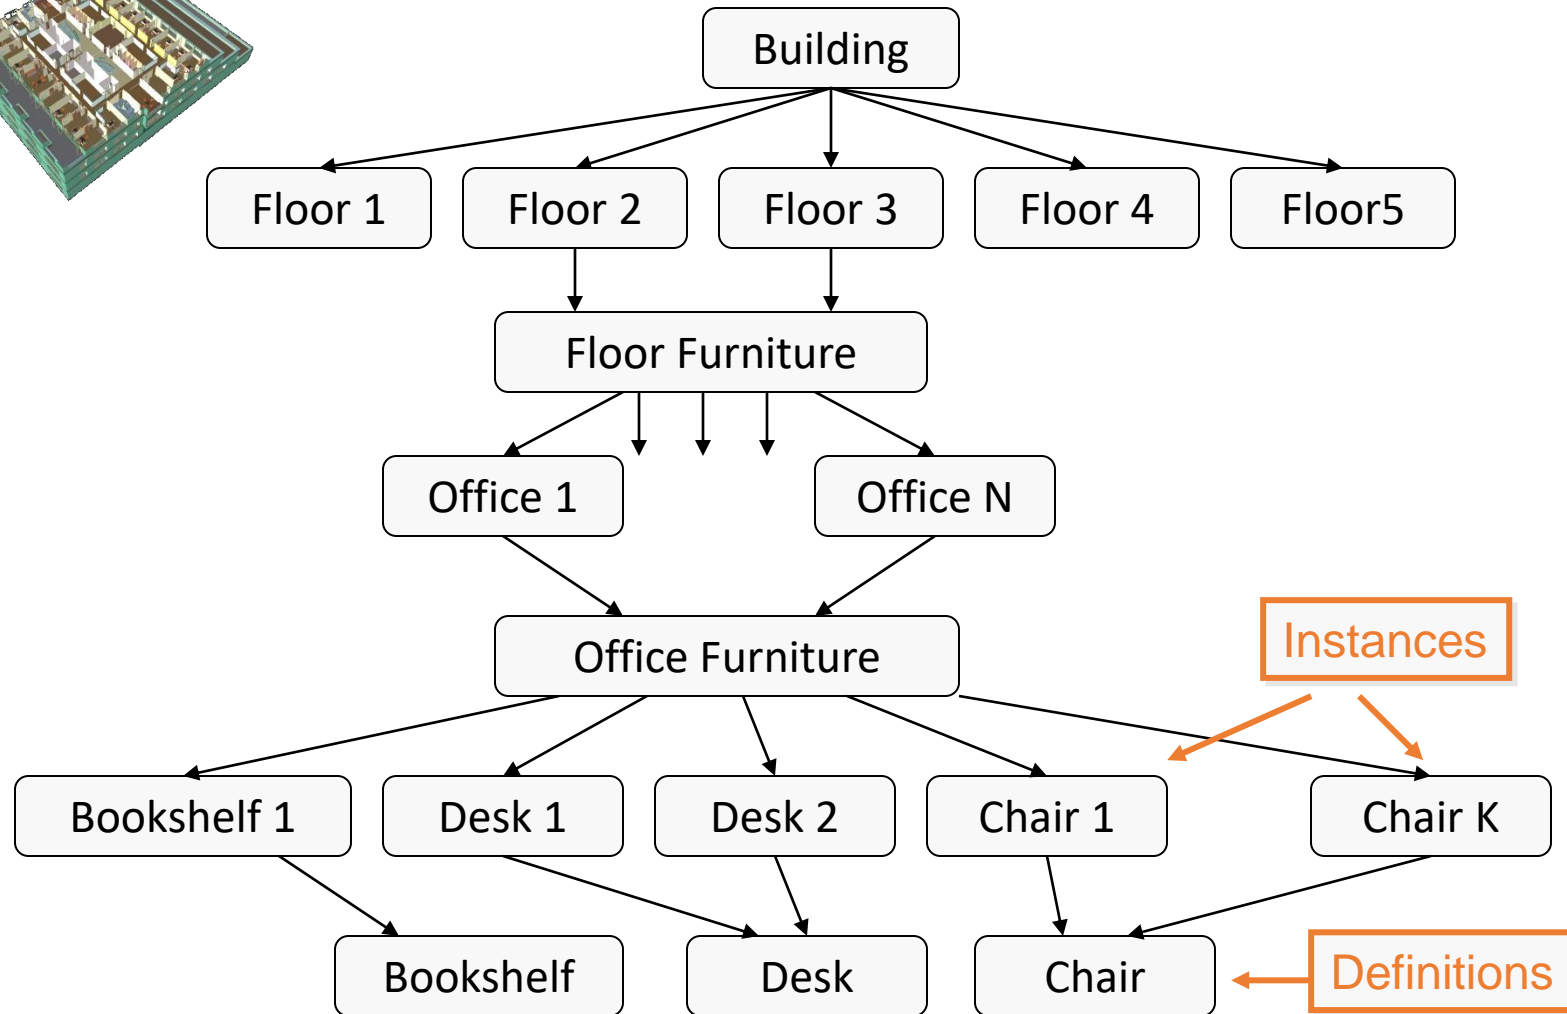 Building
Floor 1
Floor 2
Floor 3
Floor 4
Floor5
Floor Furniture
Office 1
Office N
Office Furniture
Instances
Bookshelf 1
Desk 1
Desk 2
Chair 1
Chair K
Bookshelf
Desk
Chair
Definitions